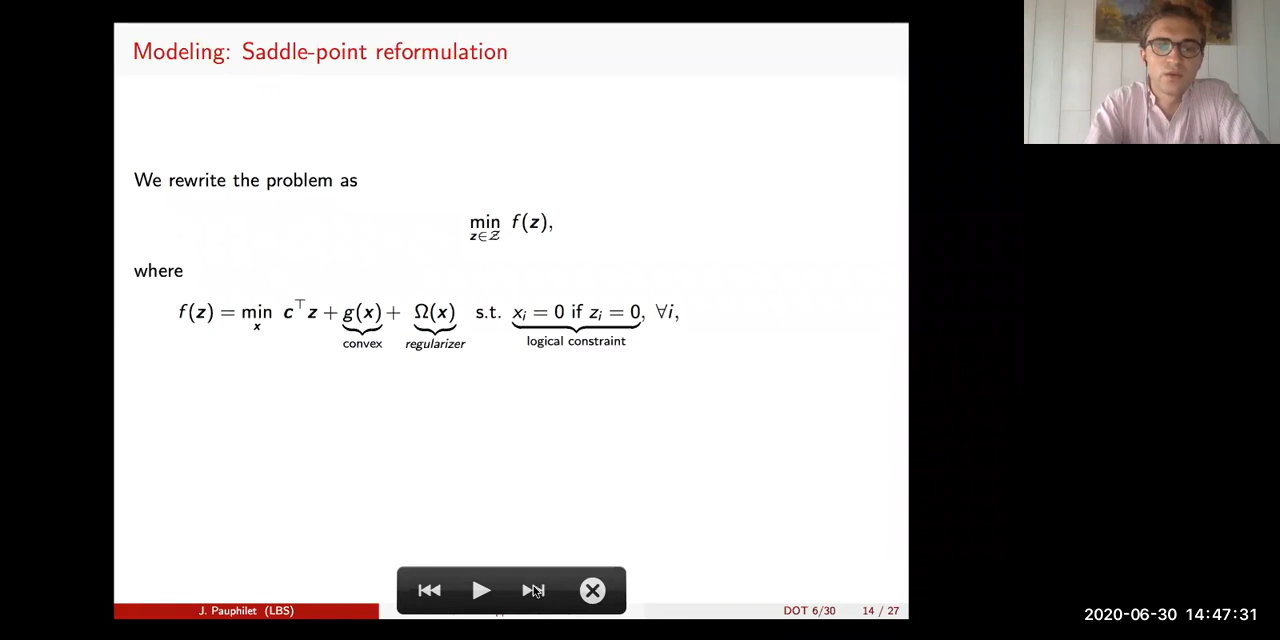 Modeling: Saddle-point reformulation
We rewrite the problem as
min f(z),
z∈Z
where
f(z) = min c⊤z + g(x) + Ω(x) s.t. xᵢ = 0 if zᵢ = 0, ∀i,
x
convex regularizer logical constraint
J. Pauphilet (LBS) DOT 6/30 14 / 27
2020-06-30 14:47:31